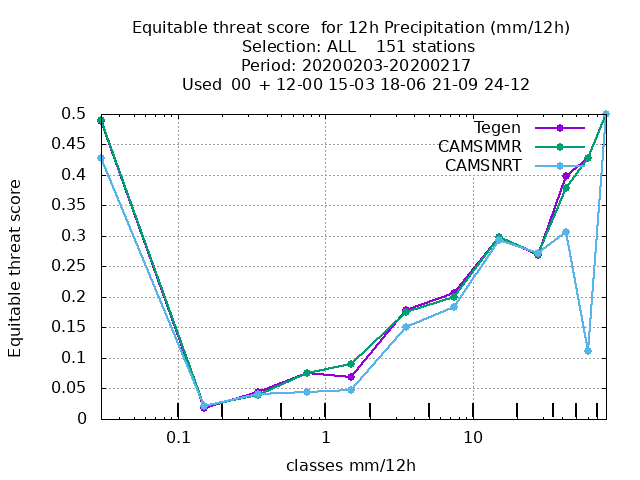 Equitable threat score  for 12h Precipitation (mm/12h)
Selection: ALL    151 stations
Period: 20200203-20200217
Used  00 + 12-00 15-03 18-06 21-09 24-12
Tegen
CAMSMMR
CAMSNRT
0.5
0.45
0.4
0.35
0.3
0.25
0.2
0.15
0.1
0.05
0
Equitable threat score
0.1 1 10
classes mm/12h